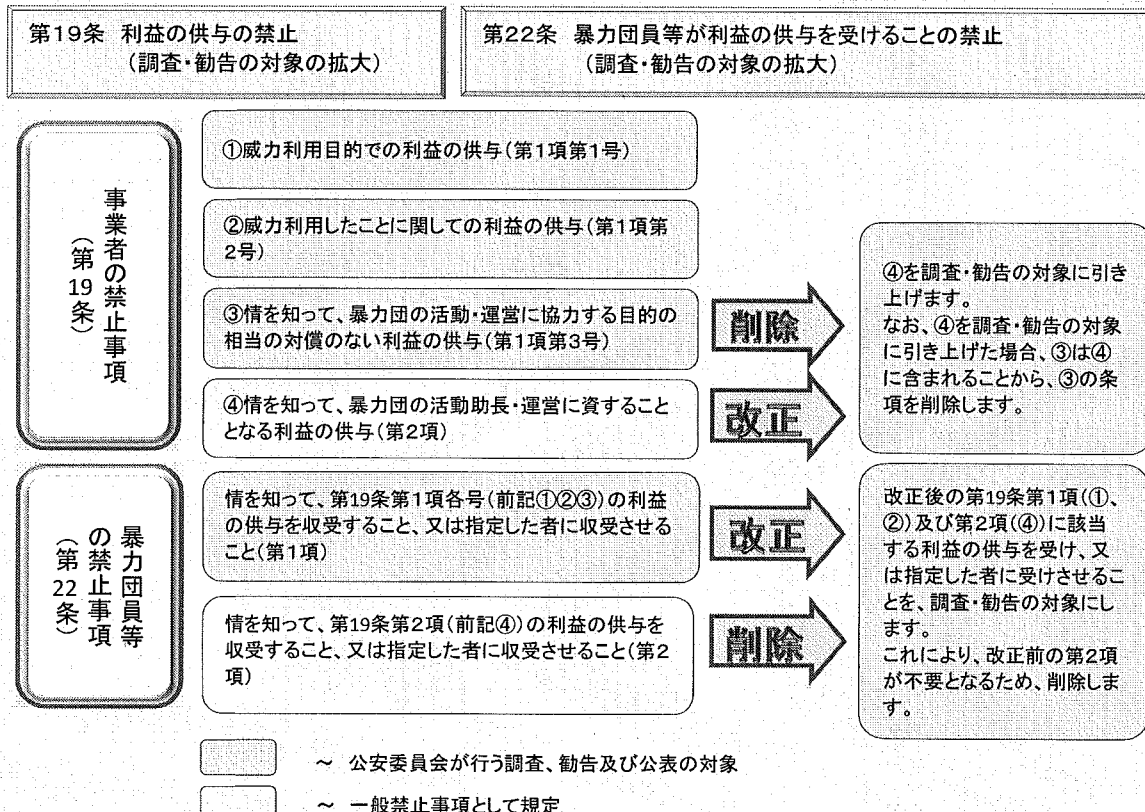 第19条 利益の供与の禁止
(調査・勧告の対象の拡大)
第22条 暴力団員等が利益の供与を受けることの禁止
(調査・勧告の対象の拡大)
事業者の禁止事項
(第19条)
①威力利用目的での利益の供与(第1項第1号)
②威力利用したことに関しての利益の供与(第1項第
2号)
③情を知って、暴力団の活動・運営に協力する目的の
相当の対償のない利益の供与(第1項第3号)
④情を知って、暴力団の活動助長・運営に資すること
となる利益の供与(第2項)
削除
改正
④を調査・勧告の対象に引き
上げます。
なお、④を調査・勧告の対象
に引き上げた場合、③は④
に含まれることから、③の条
項を削除します。
暴力団員等
の禁止事項
(第22条)
情を知って、第19条第1項各号(前記①②③)の利益
の供与を収受すること、又は指定した者に収受させる
こと(第1項)
情を知って、第19条第2項(前記④)の利益の供与を
収受すること、又は指定した者に収受させること(第2
項)
改正
削除
改正後の第19条第1項(①、
②)及び第2項(④)に該当
する利益の供与を受け、又
は指定した者に受けさせるこ
とを、調査・勧告の対象にし
ます。
これにより、改正前の第2項
が不要となるため、削除しま
す。
～ 公安委員会が行う調査、勧告及び公表の対象
～ 一般禁止事項として規定